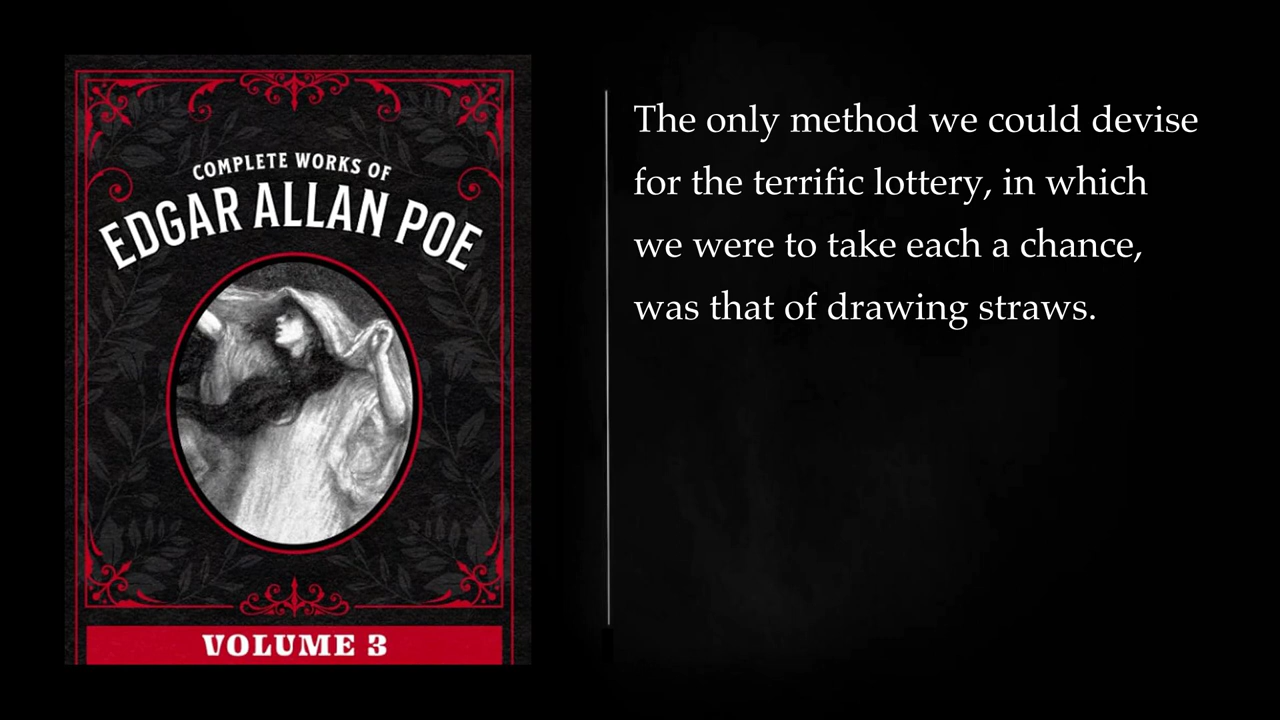 COMPLETE WORKS OF
EDGAR ALLAN POE
VOLUME 3
The only method we could devise
for the terrific lottery, in which
we were to take each a chance,
was that of drawing straws.